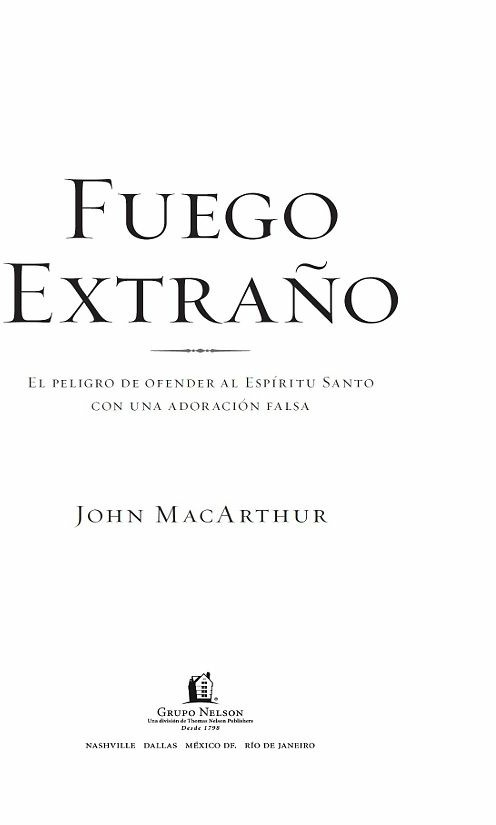 FUEGO
EXTRAÑO
EL PELIGRO DE OFENDER AL ESPÍRITU SANTO
CON UNA ADORACIÓN FALSA
JOHN MACARTHUR
GRUPO NELSON
Una división de Thomas Nelson Publishers
Desde 1798
NASHVILLE DALLAS MÉXICO DF. RÍO DE JANEIRO